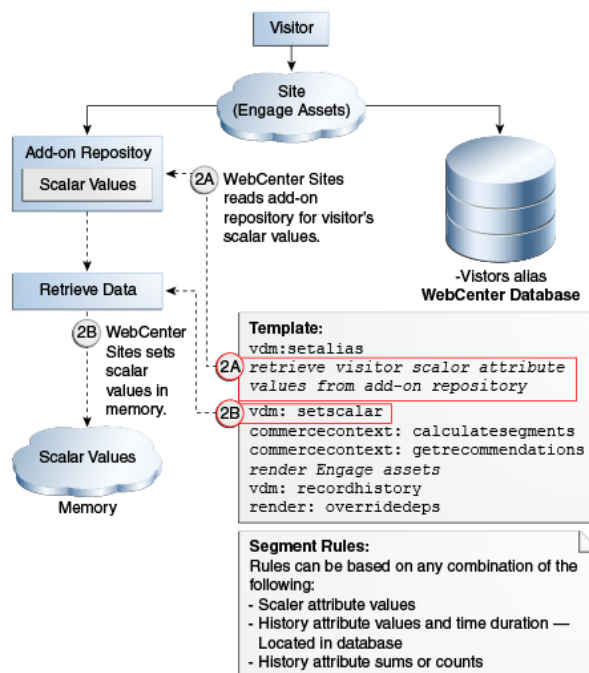 Visitor
Site
(Engage Assets)
Add-on Repositoy
Scalar Values
2A
WebCenter Sites
reads add-on
repository for visitor's
scalar values.
Retrieve Data
-Vistors alias
WebCenter Database
2B
WebCenter
Sites sets
scalar
values in
memory.
Scalar Values
Memory
Template:
vdm:setalias
2A
retrieve visitor scalor attribute
values from add-on repository
2B
vdm: setscalar
commercecontext: calculatesegments
commercecontext: getrecommendations
render Engage assets
vdm: recordhistory
render: overridedeps
Segment Rules:
Rules can be based on any combination of the
following:
- Scaler attribute values
- History attribute values and time duration —
Located in database
- History attribute sums or counts